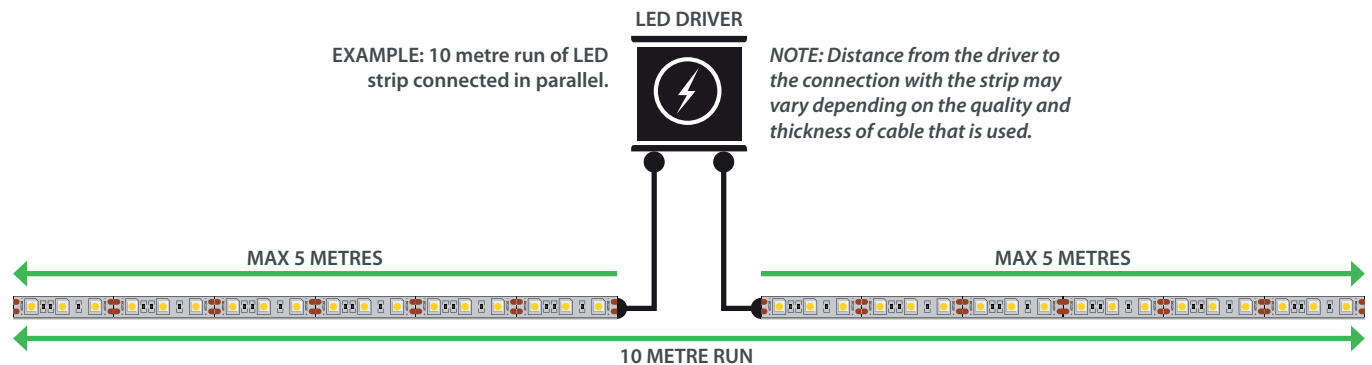 LED DRIVER
EXAMPLE: 10 metre run of LED
strip connected in parallel.
NOTE: Distance from the driver to
the connection with the strip may
vary depending on the quality and
thickness of cable that is used.
MAX 5 METRES
MAX 5 METRES
10 METRE RUN